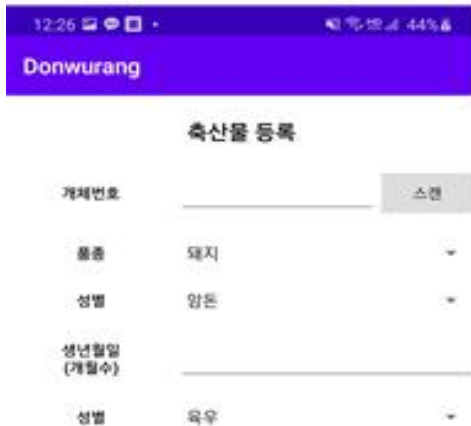 12:26 44%
Donwurang
축산물 등록
개체번호 스캔
품종 돼지
성별 암돈
생년월일
(개월수)
성별 육우